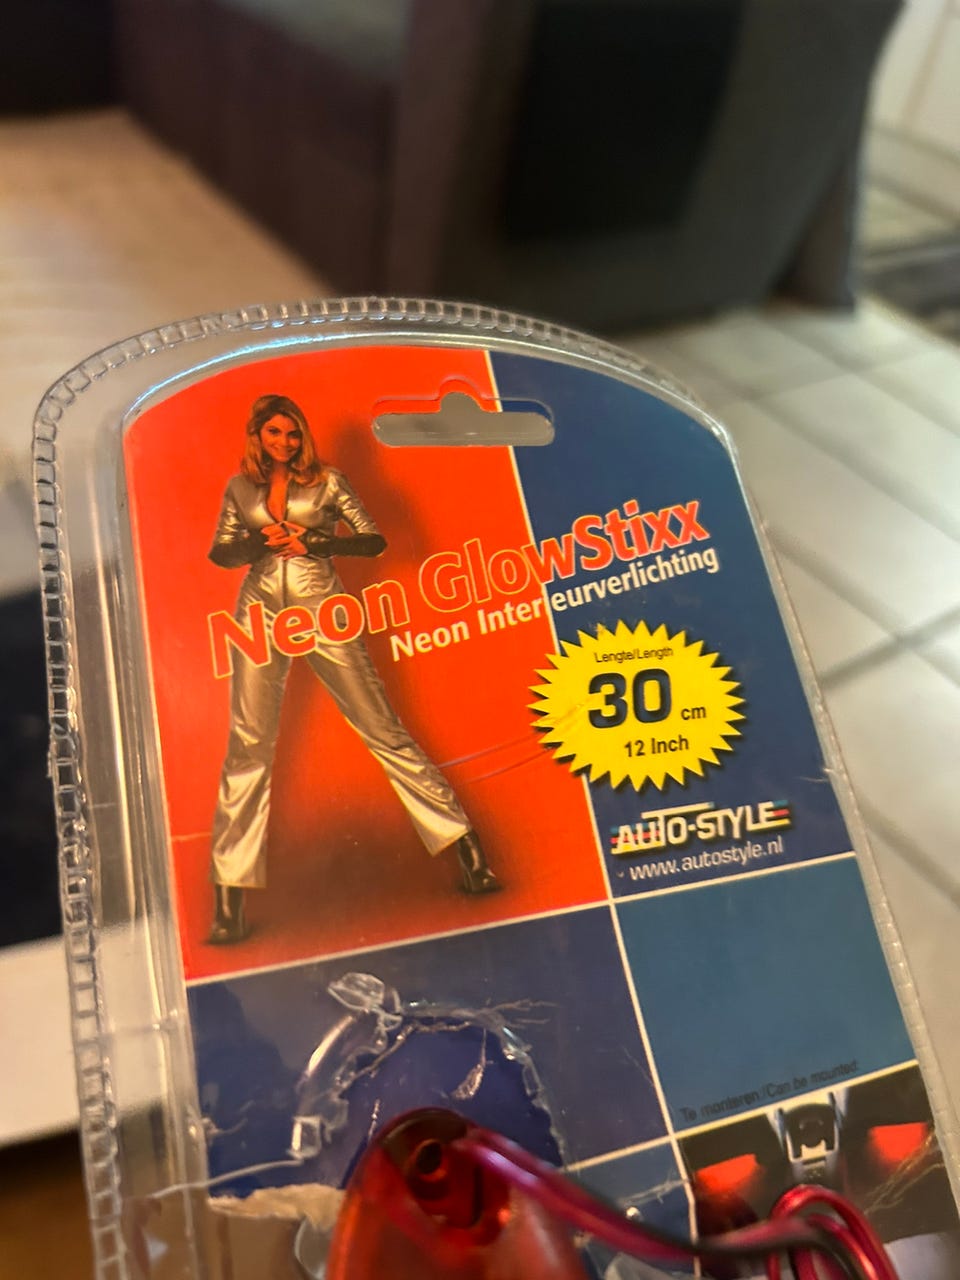 Neon GlowStixx
Neon Interieurverlichting
Lengte/Length
30 cm
12 Inch
AUTO-STYLE
www.autostyle.nl
Te monteren/Can be mounted: